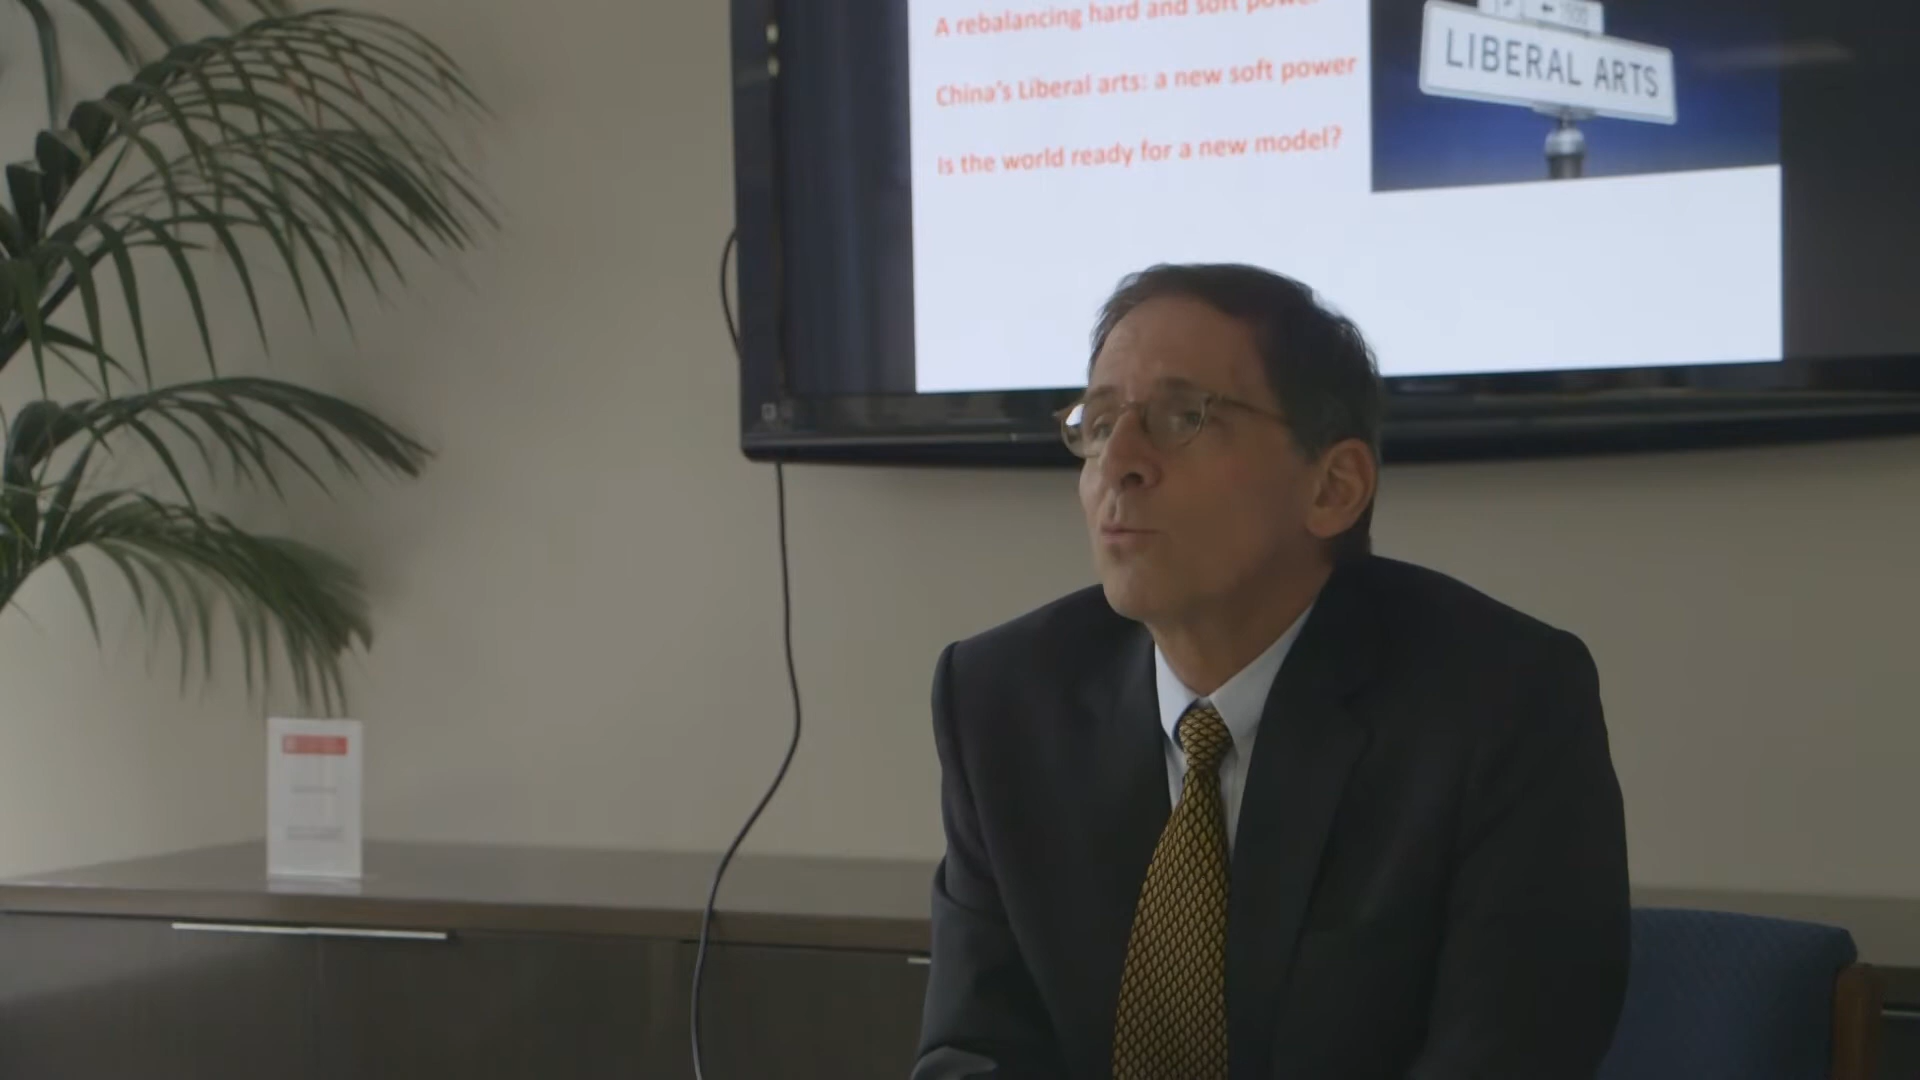 A rebalancing hard and soft power
China's Liberal arts: a new soft power
Is the world ready for a new model?
LIBERAL ARTS